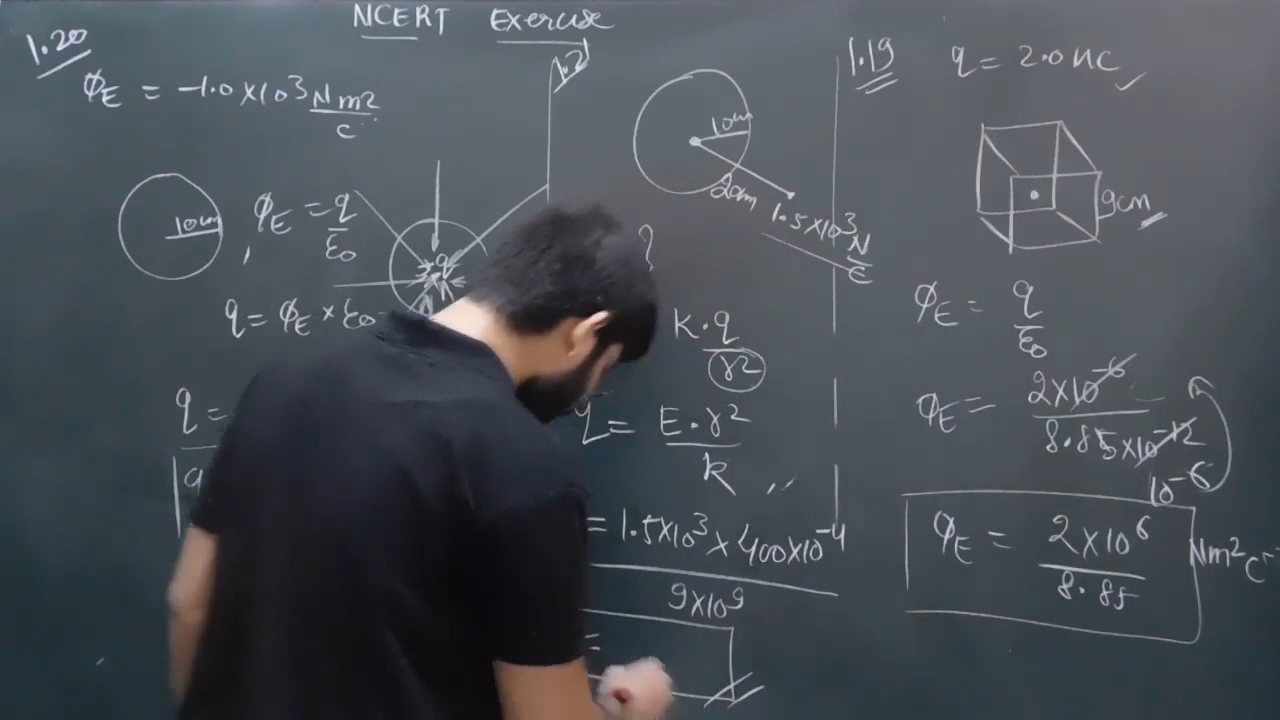 NCERT Exercise
1.20
ϕE = -1.0×10³ Nm²/C
10cm
, ϕE = q/ε0
q
q = ϕE × ε0
q =
q
1.2
10cm
20cm
1.5×10³ N/C
?
K.q/r²
q = E.r²/k
= 1.5×10³ × 400×10⁻⁴
9×10⁹
=
1.19
q = 2.0 μC
9cm
ϕE = q/ε0
ϕE = 2×10⁻⁶/8.85×10⁻¹²
10⁻⁶
ϕE = 2×10⁶/8.85 Nm²C⁻